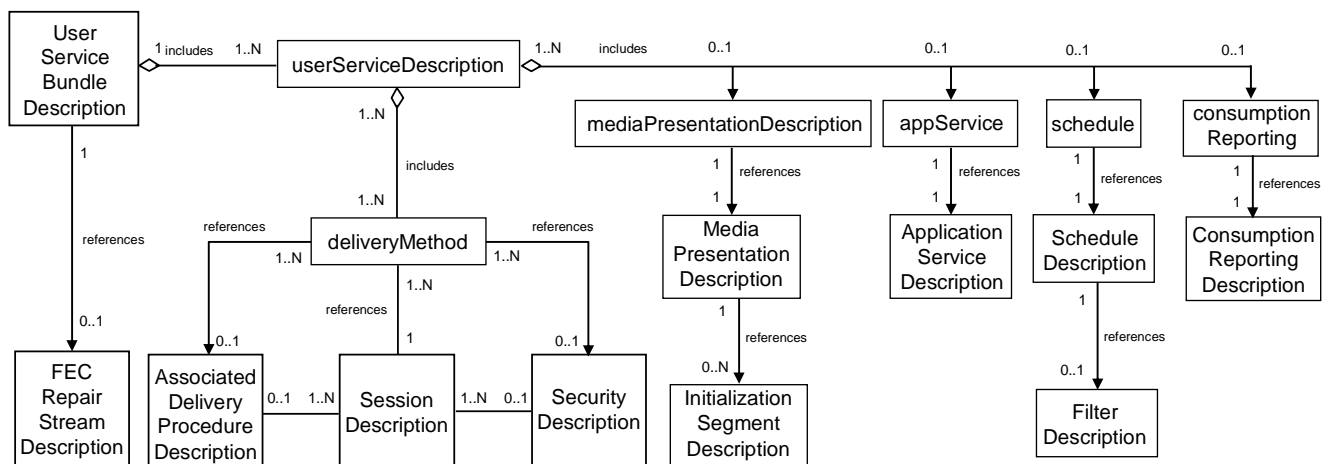 User
Service
Bundle
Description
1 includes
1..N
userServiceDescription
1..N
includes
0..1
0..1
0..1
0..1
1..N
includes
1..N
mediaPresentationDescription
appService
schedule
consumption
Reporting
1
references
0..1
FEC
Repair
Stream
Description
references
1..N
deliveryMethod
references
1..N
0..1
references
1..N
1
0..1
Associated
Delivery
Procedure
Description
0..1
1..N
Session
Description
1..N
0..1
Security
Description
1
references
1
Media
Presentation
Description
1
references
0..N
Initialization
Segment
Description
1
references
1
Application
Service
Description
1
references
1
Schedule
Description
1
references
0..1
Filter
Description
1
references
1
Consumption
Reporting
Description